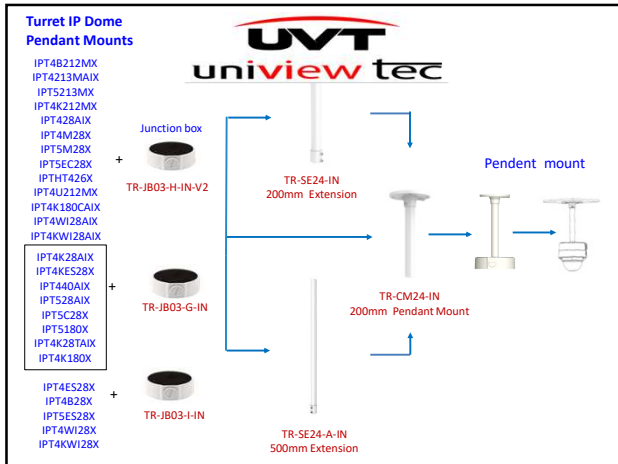 Turret IP Dome
Pendant Mounts
UVT
uniview tec
IPT4B212MX
IPT4213MAIX
IPT5213MX
IPT4K212MX
IPT428AIX
IPT4M28X
IPT5M28X
IPT5EC28X
IPTHT426X
IPT4U212MX
IPT4K180CAIX
IPT4WI28AIX
IPT4KWI28AIX
+
Junction box
TR-JB03-H-IN-V2
IPT4K28AIX
IPT4KES28X
IPT440AIX
IPT528AIX
IPT5C28X
IPT5180X
IPT4K28TAIX
IPT4K180X
+
TR-JB03-G-IN
IPT4ES28X
IPT4B28X
IPT5ES28X
IPT4WI28X
IPT4KWI28X
+
TR-JB03-I-IN
TR-SE24-IN
200mm Extension
TR-CM24-IN
200mm Pendant Mount
TR-SE24-A-IN
500mm Extension
Pendent mount